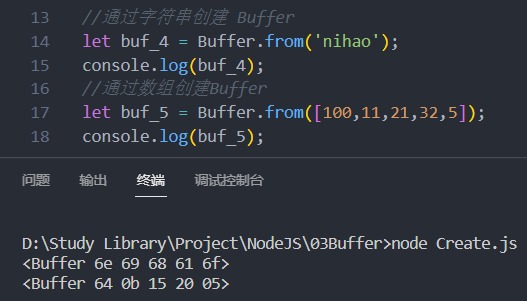 13 //通过字符串创建 Buffer
14 let buf_4 = Buffer.from('nihao');
15 console.log(buf_4);
16 //通过数组创建Buffer
17 let buf_5 = Buffer.from([100,11,21,32,5]);
18 console.log(buf_5);
问题 输出 终端 调试控制台
D:\Study Library\Project\NodeJS\03Buffer>node Create.js
<Buffer 6e 69 68 61 6f>
<Buffer 64 0b 15 20 05>